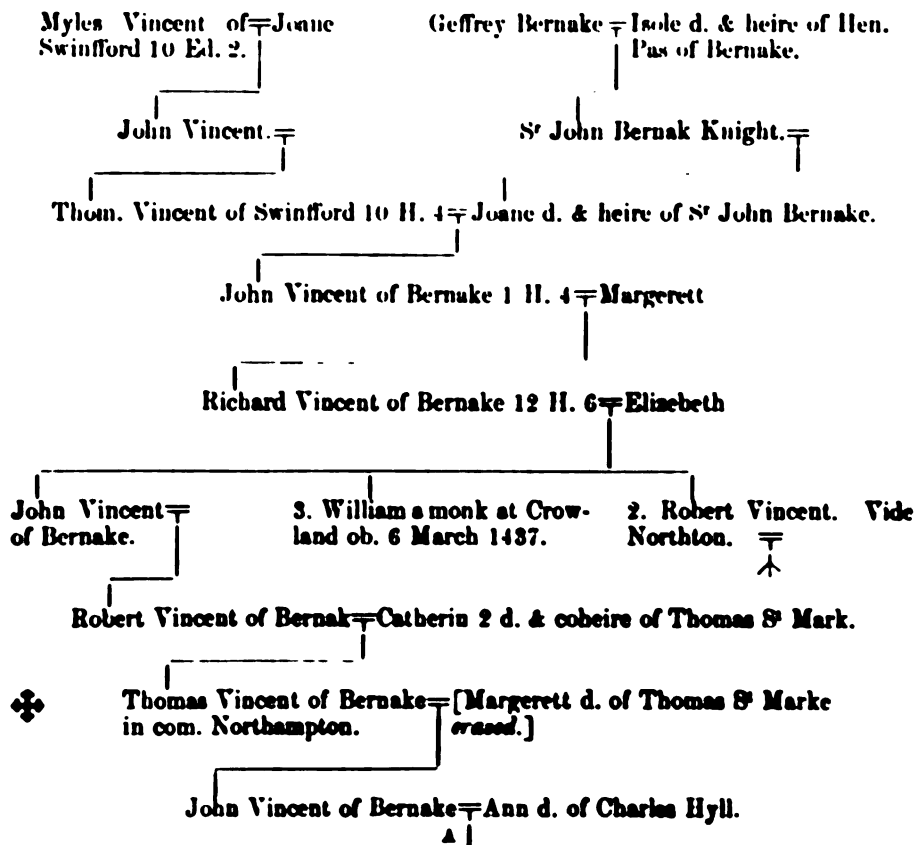 Myles Vincent of = Joane
Swinfford 10 Ed. 2.
Geffrey Bernake = Isole d. & heire of Hen.
Pas of Bernake.
John Vincent. =
Sʳ John Bernak Knight. =
Thom. Vincent of Swinfford 10 H. 4 = Joane d. & heire of Sʳ John Bernake.
John Vincent of Bernake 1 H. 4 = Margerett
Richard Vincent of Bernake 12 H. 6 = Elizebeth
John Vincent =
of Bernake.
3. William a monk at Crow-
land ob. 6 March 1437.
2. Robert Vincent. Vide
Northton. =
Robert Vincent of Bernak = Catherin 2 d. & coheire of Thomas Sᵗ Mark.
Thomas Vincent of Bernake = [Margerett d. of Thomas Sᵗ Marke
in com. Northampton. erased.]
John Vincent of Bernake = Ann d. of Charles Hyll.
A